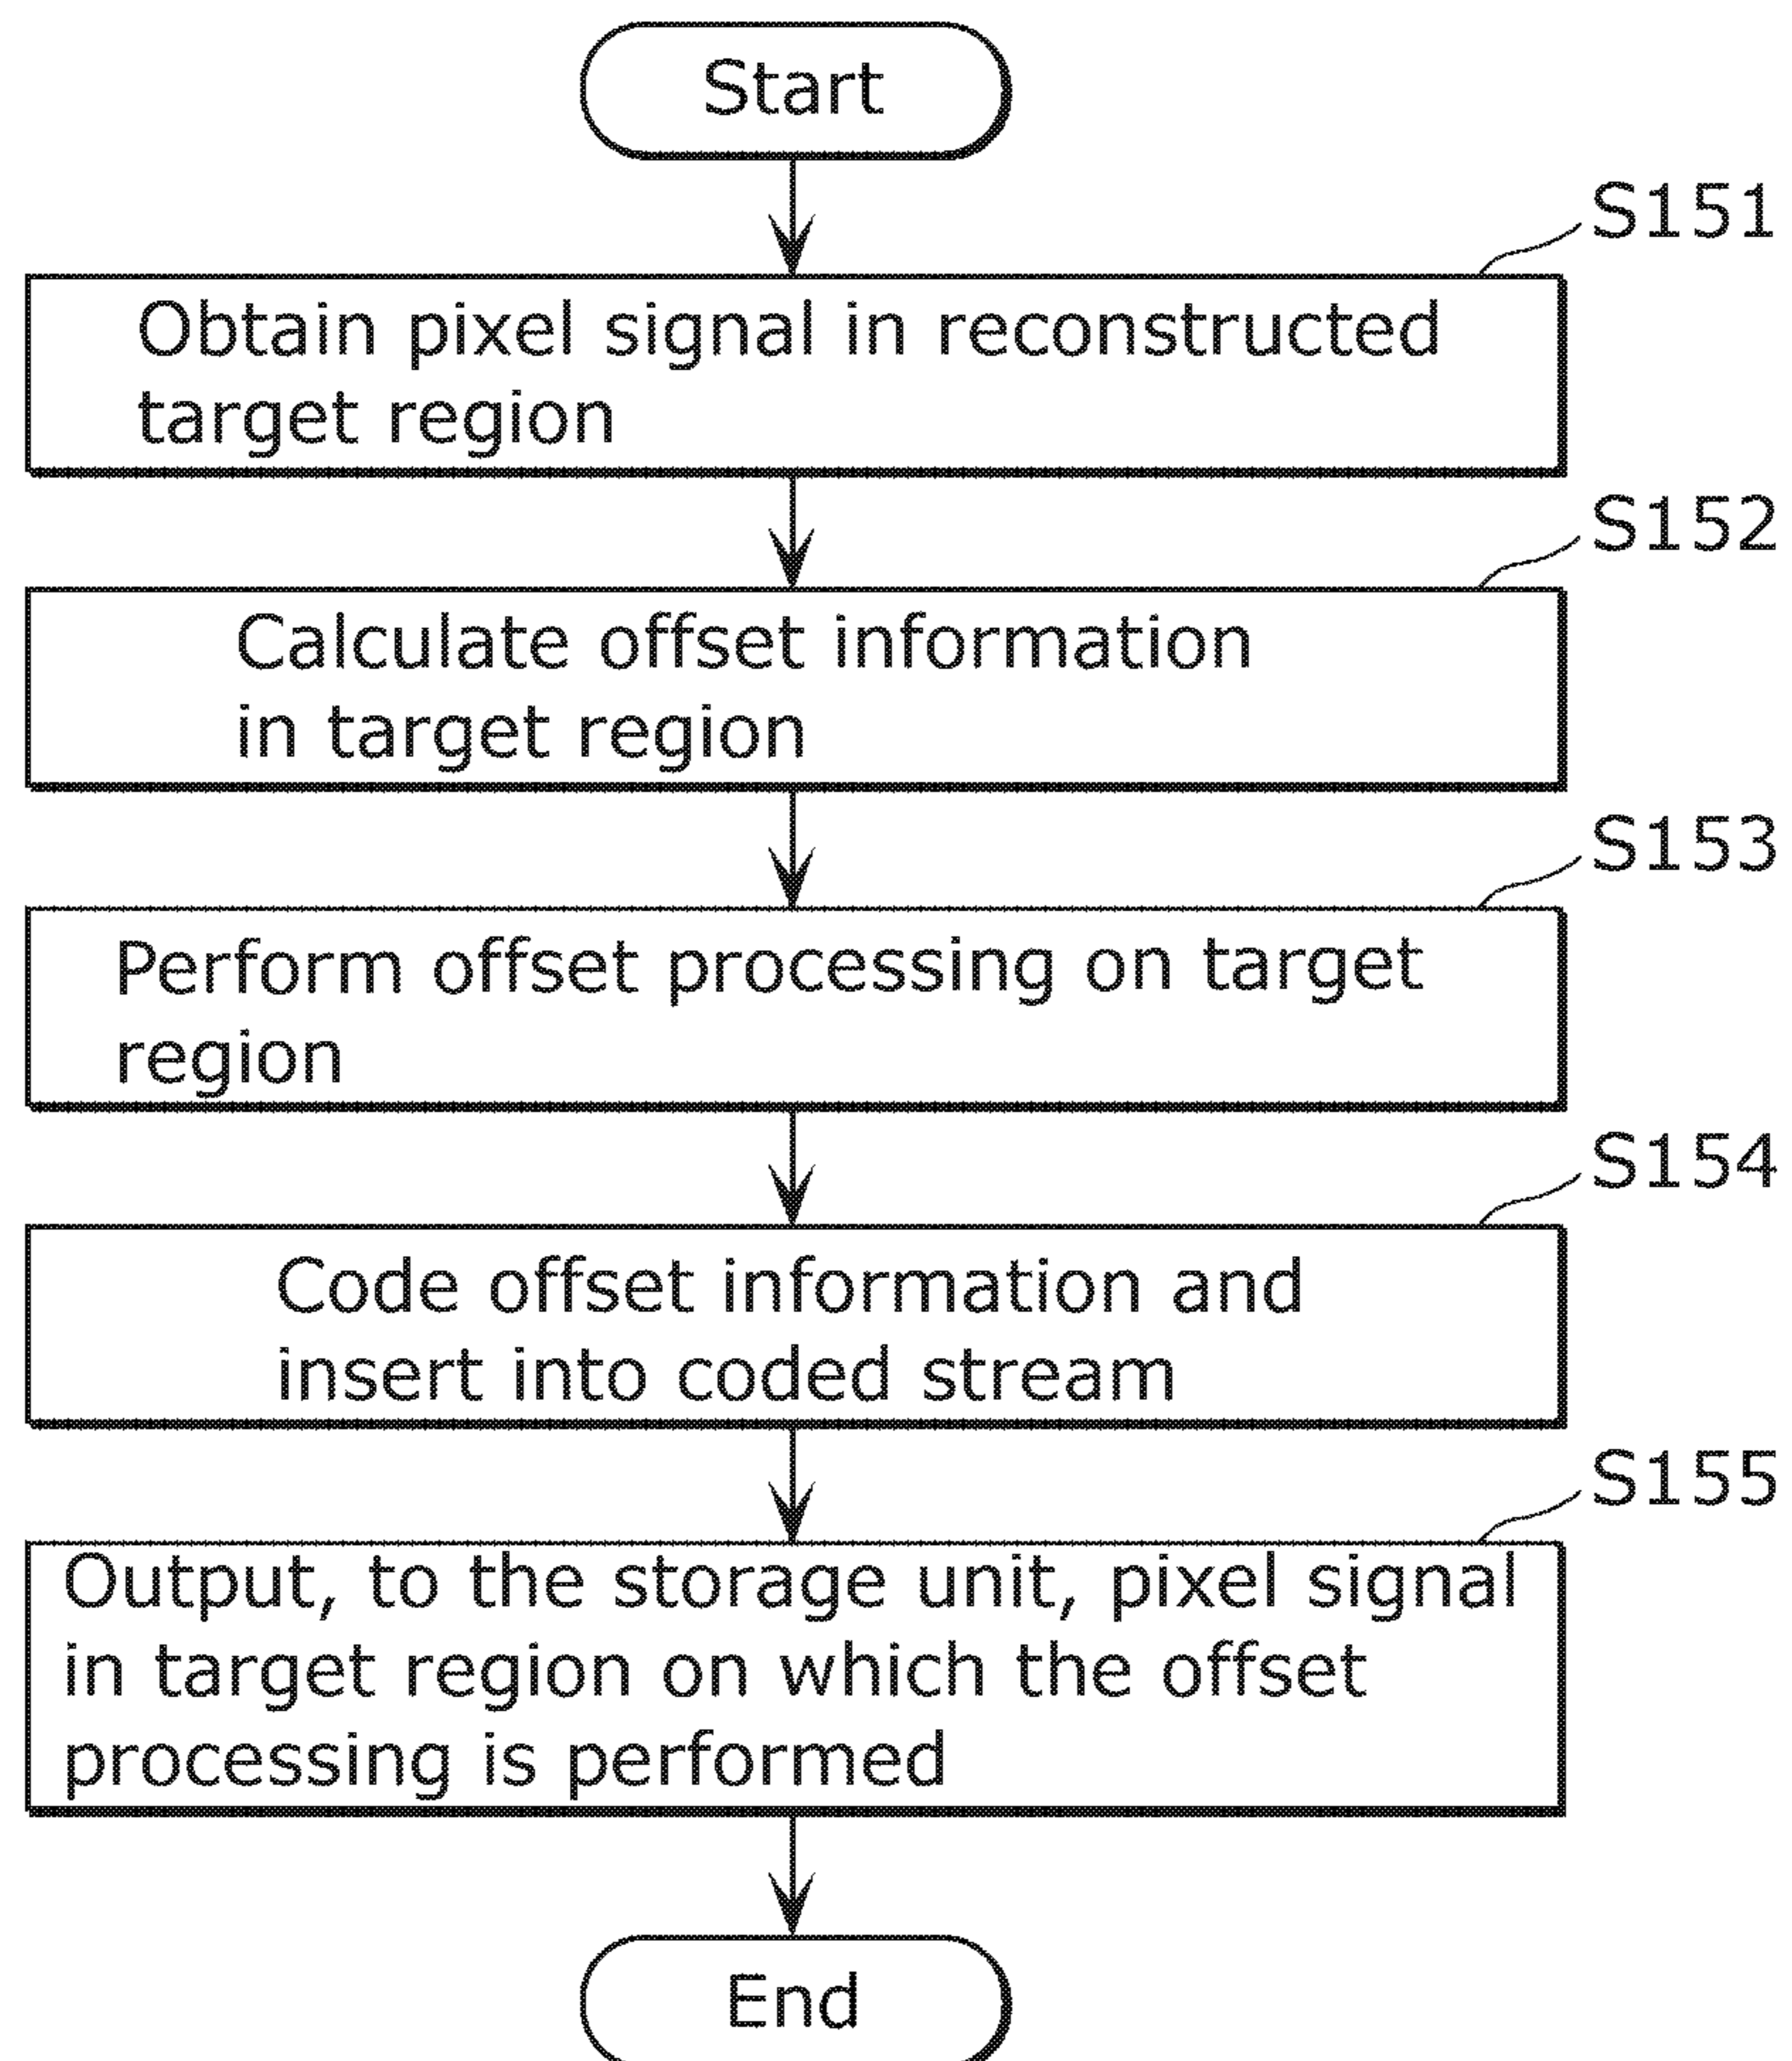 Start
S151
Obtain pixel signal in reconstructed
target region
S152
Calculate offset information
in target region
S153
Perform offset processing on target
region
S154
Code offset information and
insert into coded stream
S155
Output, to the storage unit, pixel signal
in target region on which the offset
processing is performed
End